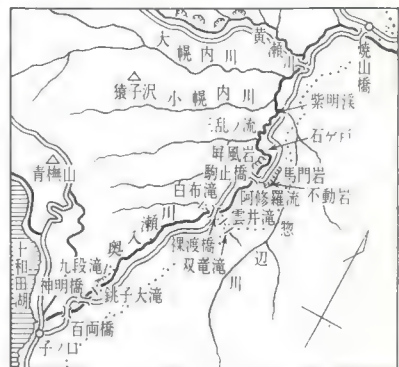 黄瀬川
焼山橋
大幌内川
猿子沢
小幌内川
紫明渓
乱ノ流
石ゲド
屏風岩
駒止橋
馬門岩
白布滝
阿修羅流
不動岩
青橅山
雲井滝
惣辺川
奥入瀬川
裸渡橋
双竜滝
十和田湖
九段滝
神明橋
銚子大滝
百両橋
子ノ口